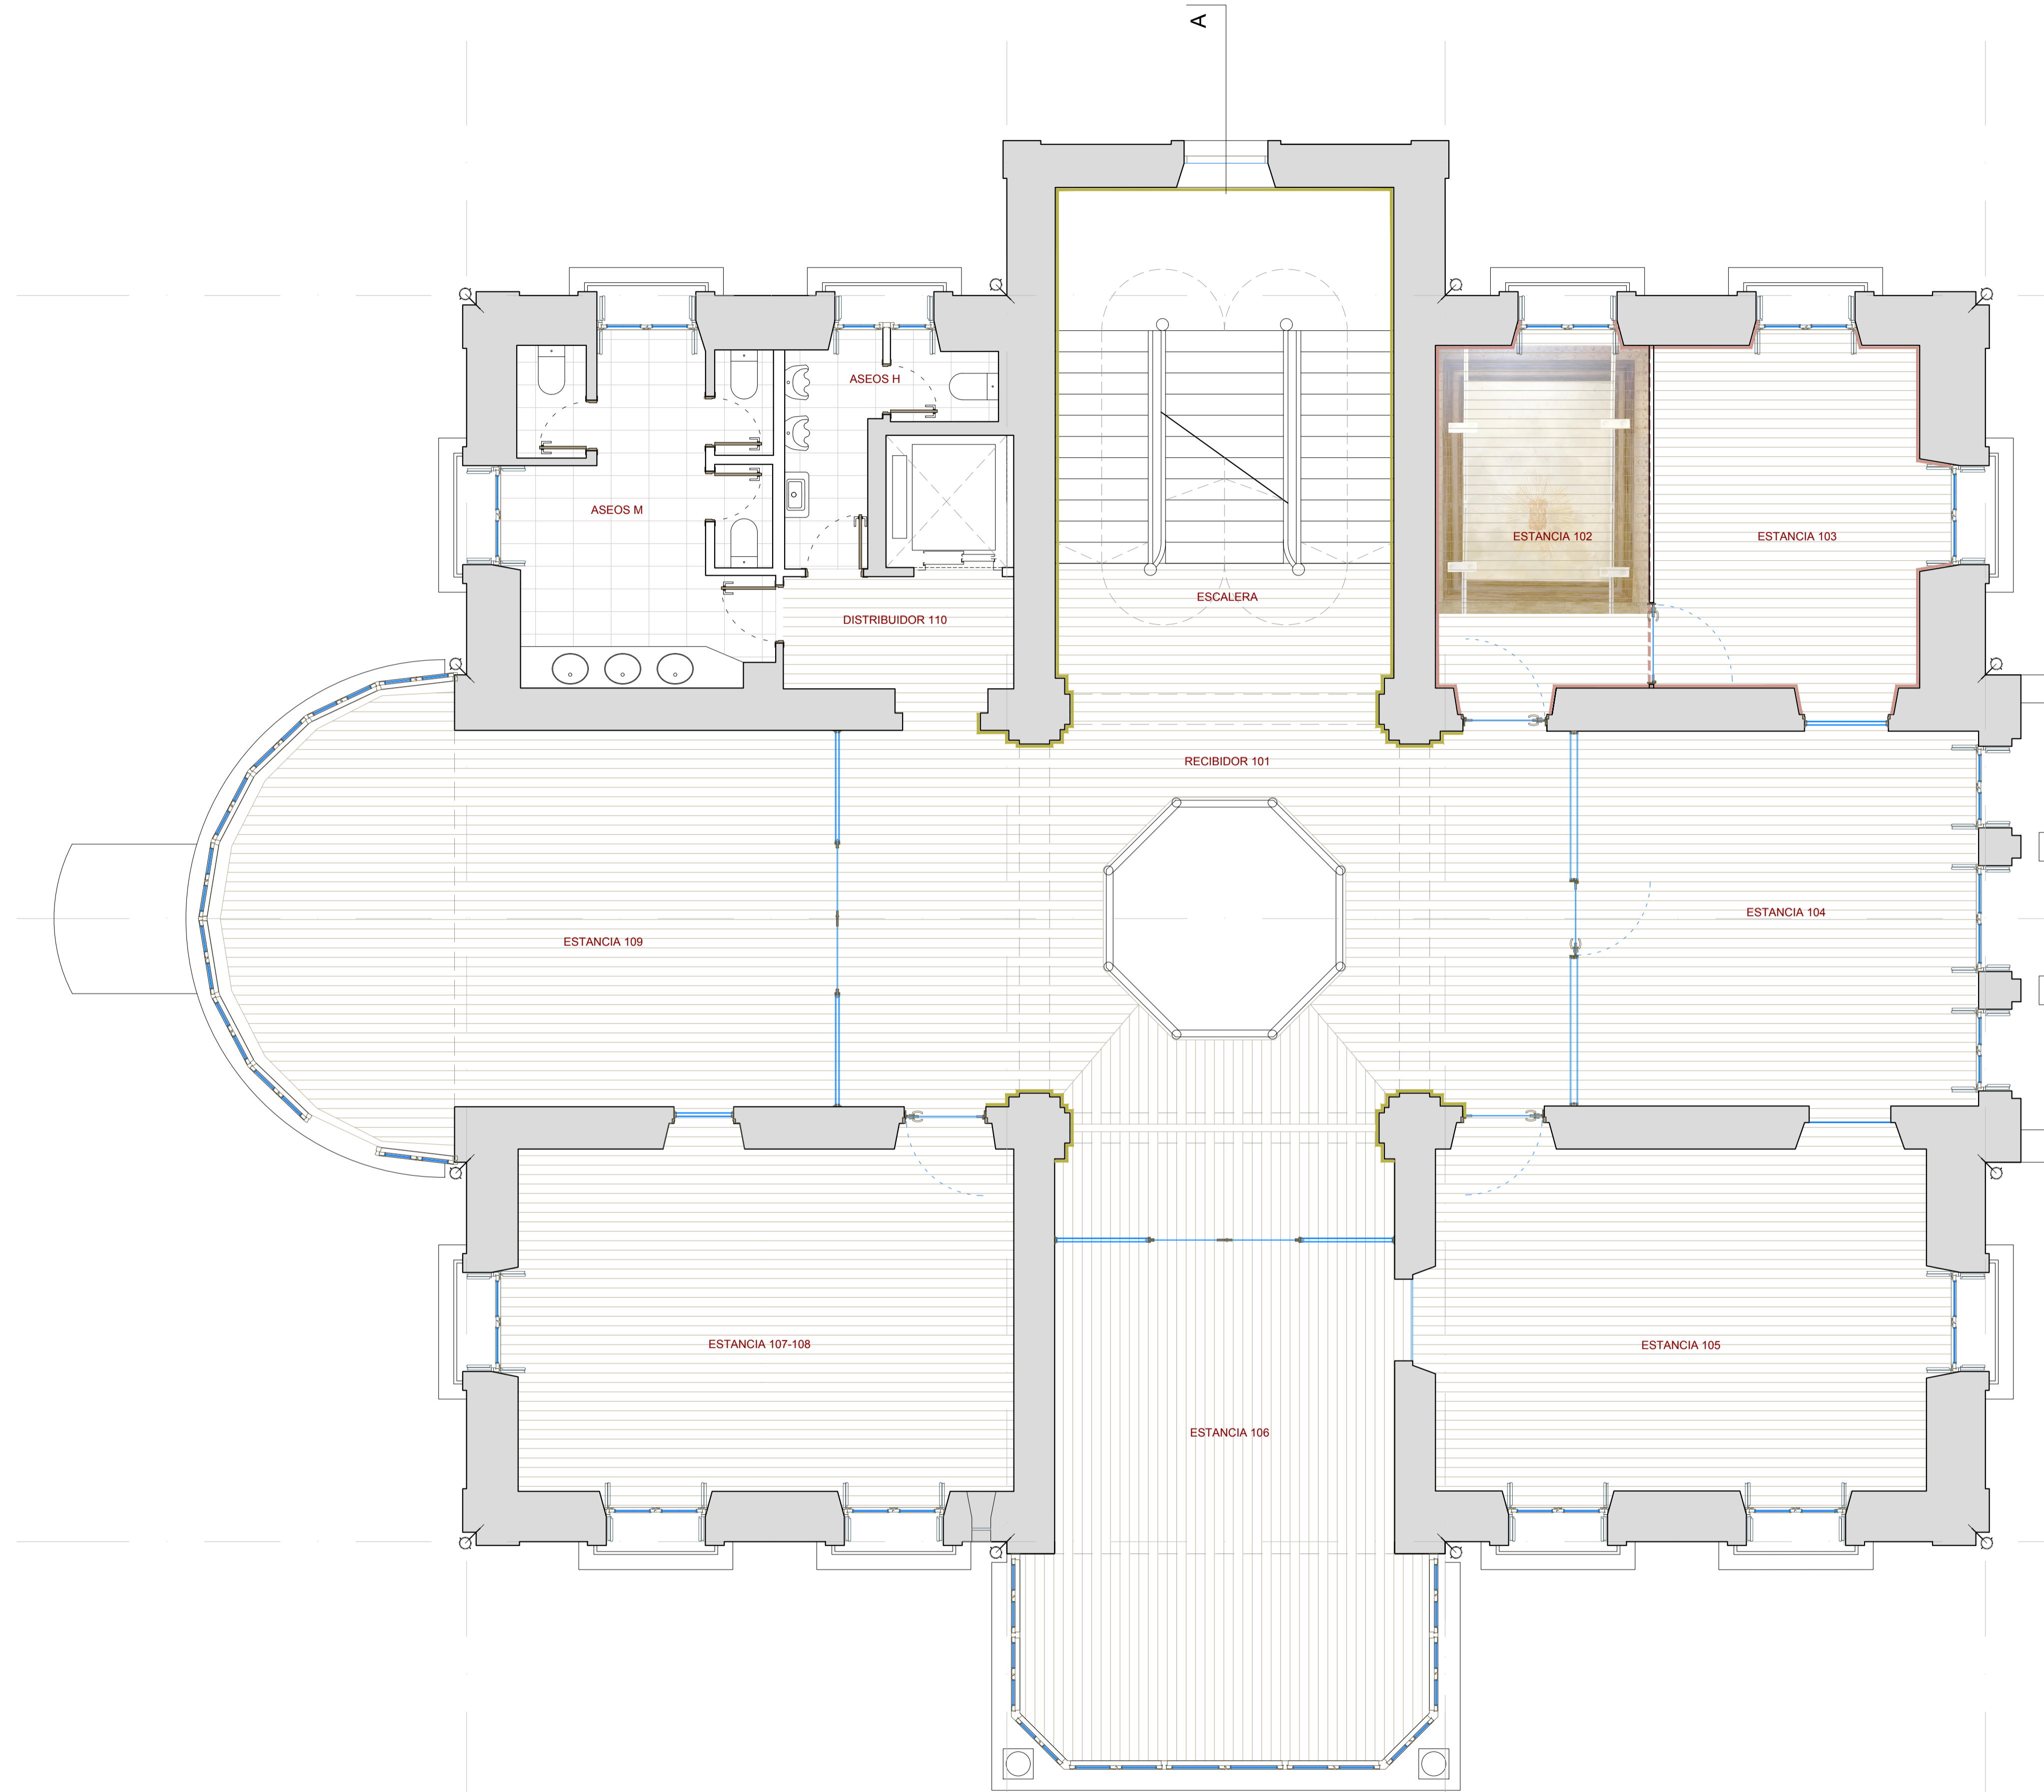 A
ASEOS H
ASEOS M
ESTANCIA 102
ESTANCIA 103
ESCALERA
DISTRIBUIDOR 110
RECIBIDOR 101
ESTANCIA 104
ESTANCIA 109
ESTANCIA 107-108
ESTANCIA 105
ESTANCIA 106